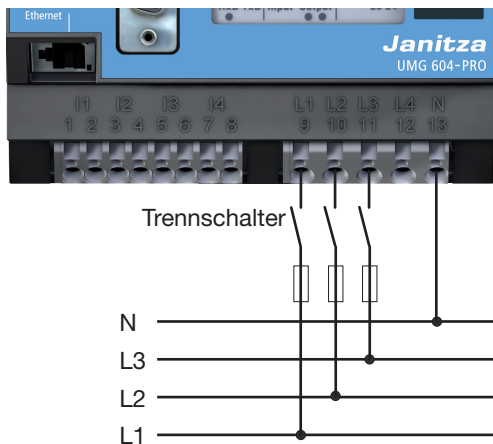 Ethernet
Janitza
UMG 604-PRO
I1 I2 I3 I4 L1 L2 L3 L4 N
1 2 3 4 5 6 7 8 9 10 11 12 13
Trennschalter
N
L3
L2
L1